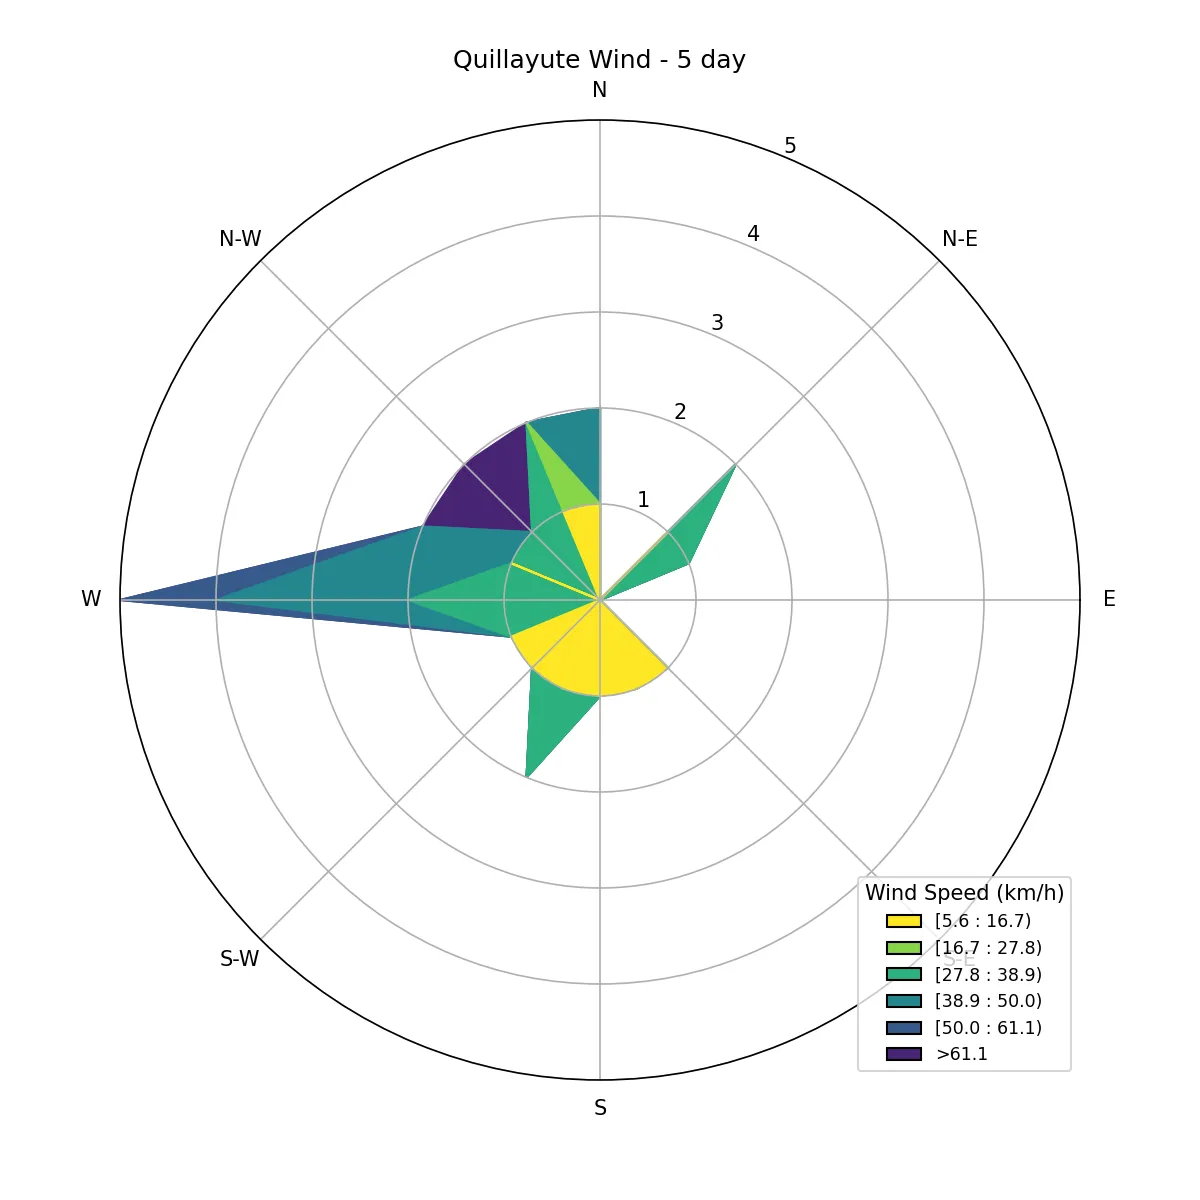 Quillayute Wind - 5 day
N
5
N-W
4
N-E
3
2
1
W
E
S-W
S-E
S
Wind Speed (km/h)
[5.6 : 16.7)
[16.7 : 27.8)
[27.8 : 38.9)
[38.9 : 50.0)
[50.0 : 61.1)
>61.1